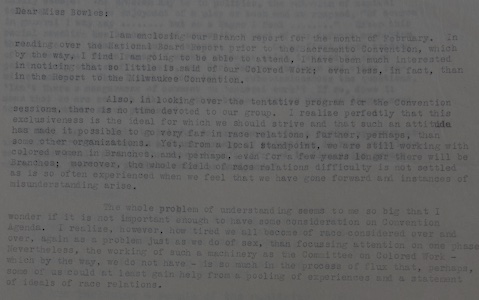 Dear Miss Bowles:
I am enclosing our Branch report for the month of February. In
reading over the National Board Report prior to the Sacramento Convention, which
by the way, I find I am going to be able to attend, I have been much interested
in noticing that so little is said of our Colored Work; even less, in fact, than
in the Report to the Milwaukee Convention.
Also, in looking over the tentative program for the Convention
sessions, there is no time devoted to our group. I realize perfectly that this
exclusiveness is the ideal for which we should strive and that such an attitude
has made it possible to go very far in race relations, further, perhaps, than
some other organizations. Yet, from a local standpoint, we are still working with
colored women in Branches and, perhaps, even for a few years longer there will be
Branches; moreover, the whole field of race relations difficulty is not settled
as is so often experienced when we feel that we have gone forward and instances of
misunderstanding arise.
The whole problem of understanding seems to me so big that I
wonder if it is not important enough to have some consideration on Convention
Agenda. I realize, however, how tired we all become of race considered over and
over, again as a problem just as we do of sex, than focussing attention on one phase
Nevertheless, the working of such a machinery as the Committee on Colored Work -
which by the way, we do not have - is so much in the process of flux that, perhaps,
some of us could at least gain help from a pooling of experiences and a statement
of ideals of race relations.